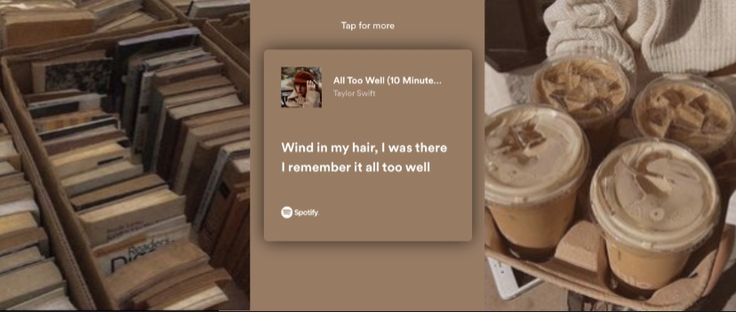 Tap for more
All Too Well (10 Minute...
Taylor Swift
Wind in my hair, I was there
I remember it all too well
Spotify
Readers